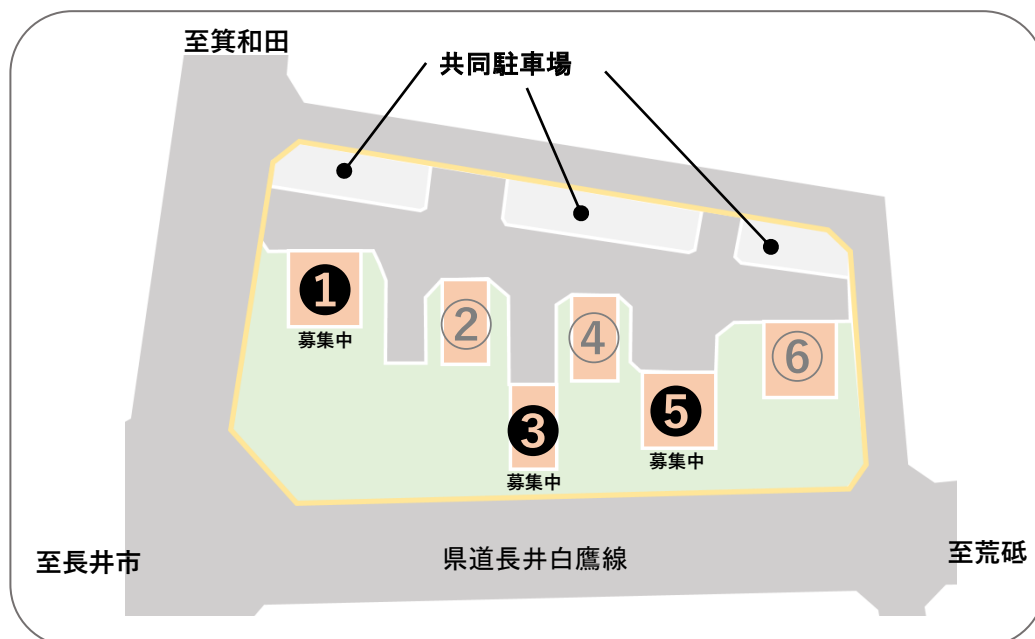 至箕和田
共同駐車場
❶
募集中
②
④
⑥
❸
募集中
❺
募集中
至長井市
県道長井白鷹線
至荒砥